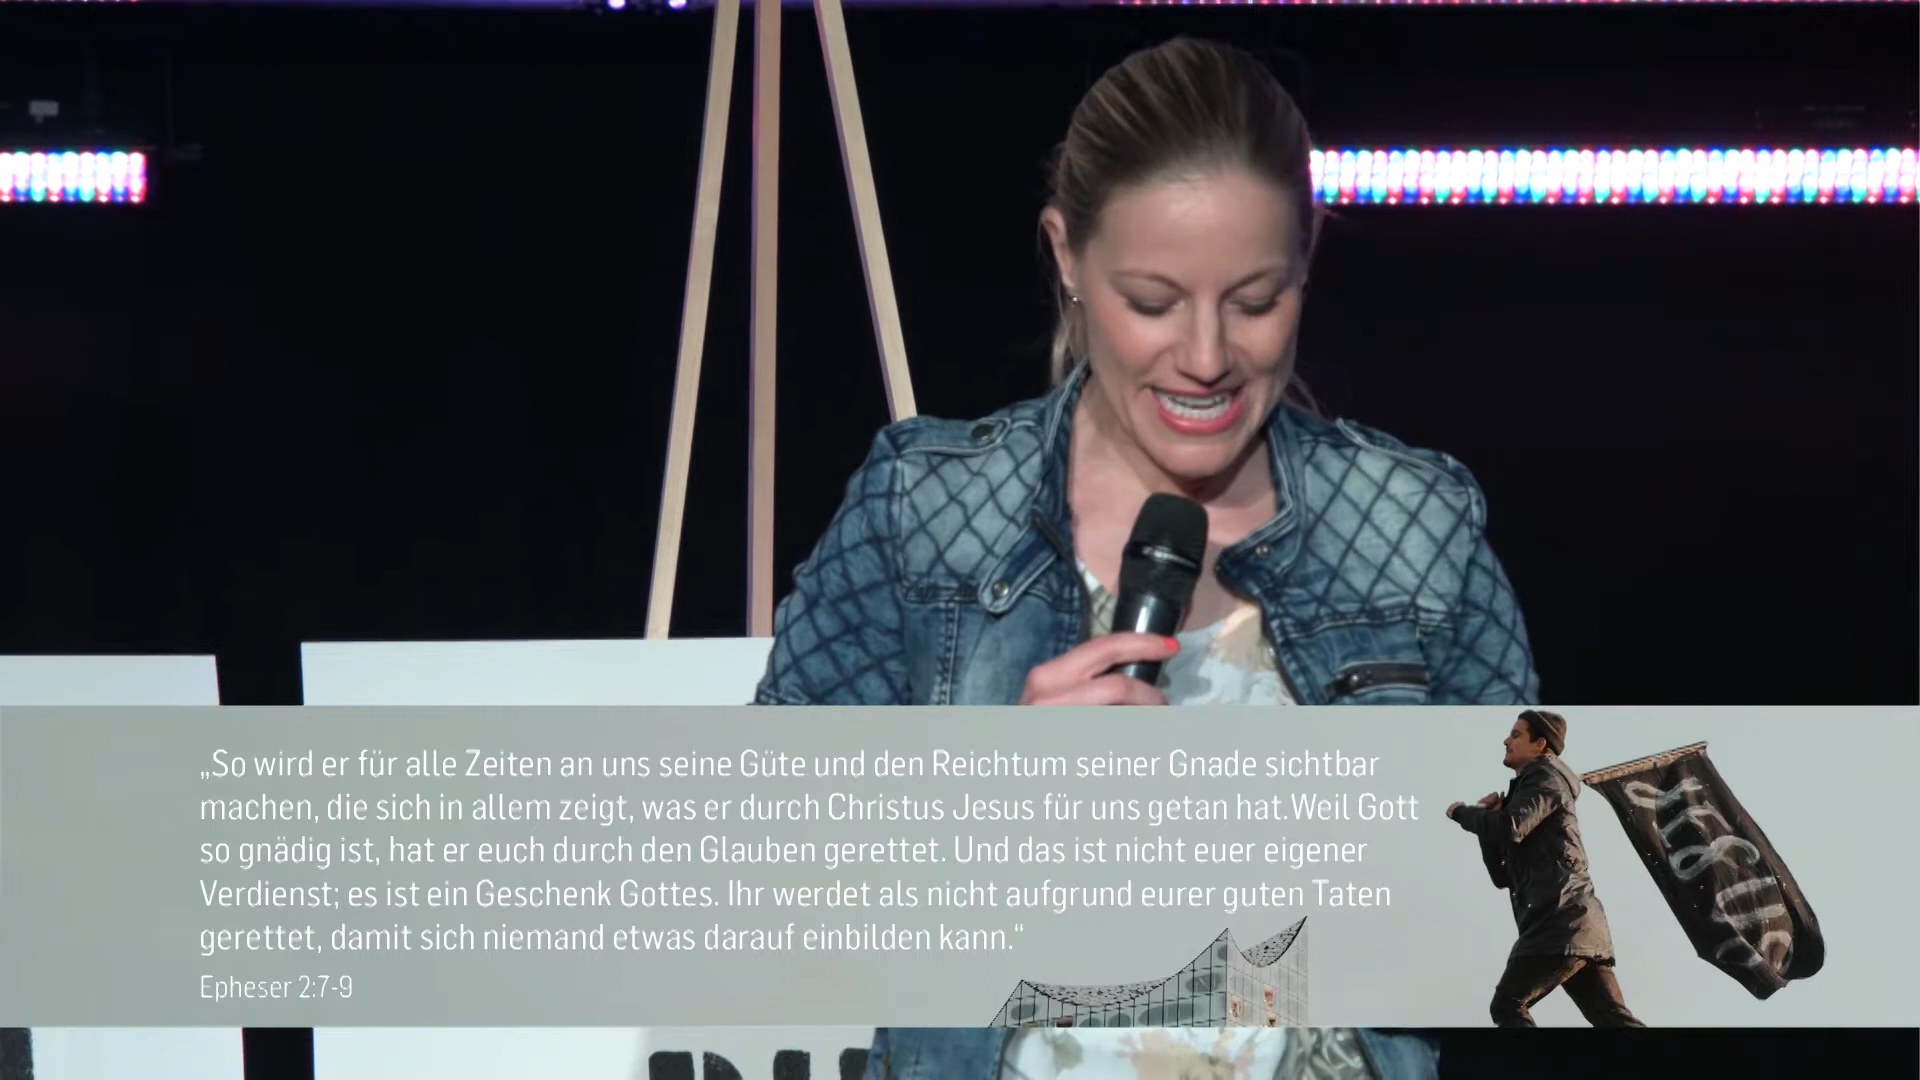 „So wird er für alle Zeiten an uns seine Güte und den Reichtum seiner Gnade sichtbar
machen, die sich in allem zeigt, was er durch Christus Jesus für uns getan hat.Weil Gott
so gnädig ist, hat er euch durch den Glauben gerettet. Und das ist nicht euer eigener
Verdienst; es ist ein Geschenk Gottes. Ihr werdet als nicht aufgrund eurer guten Taten
gerettet, damit sich niemand etwas darauf einbilden kann.“
Epheser 2:7-9
JESUS